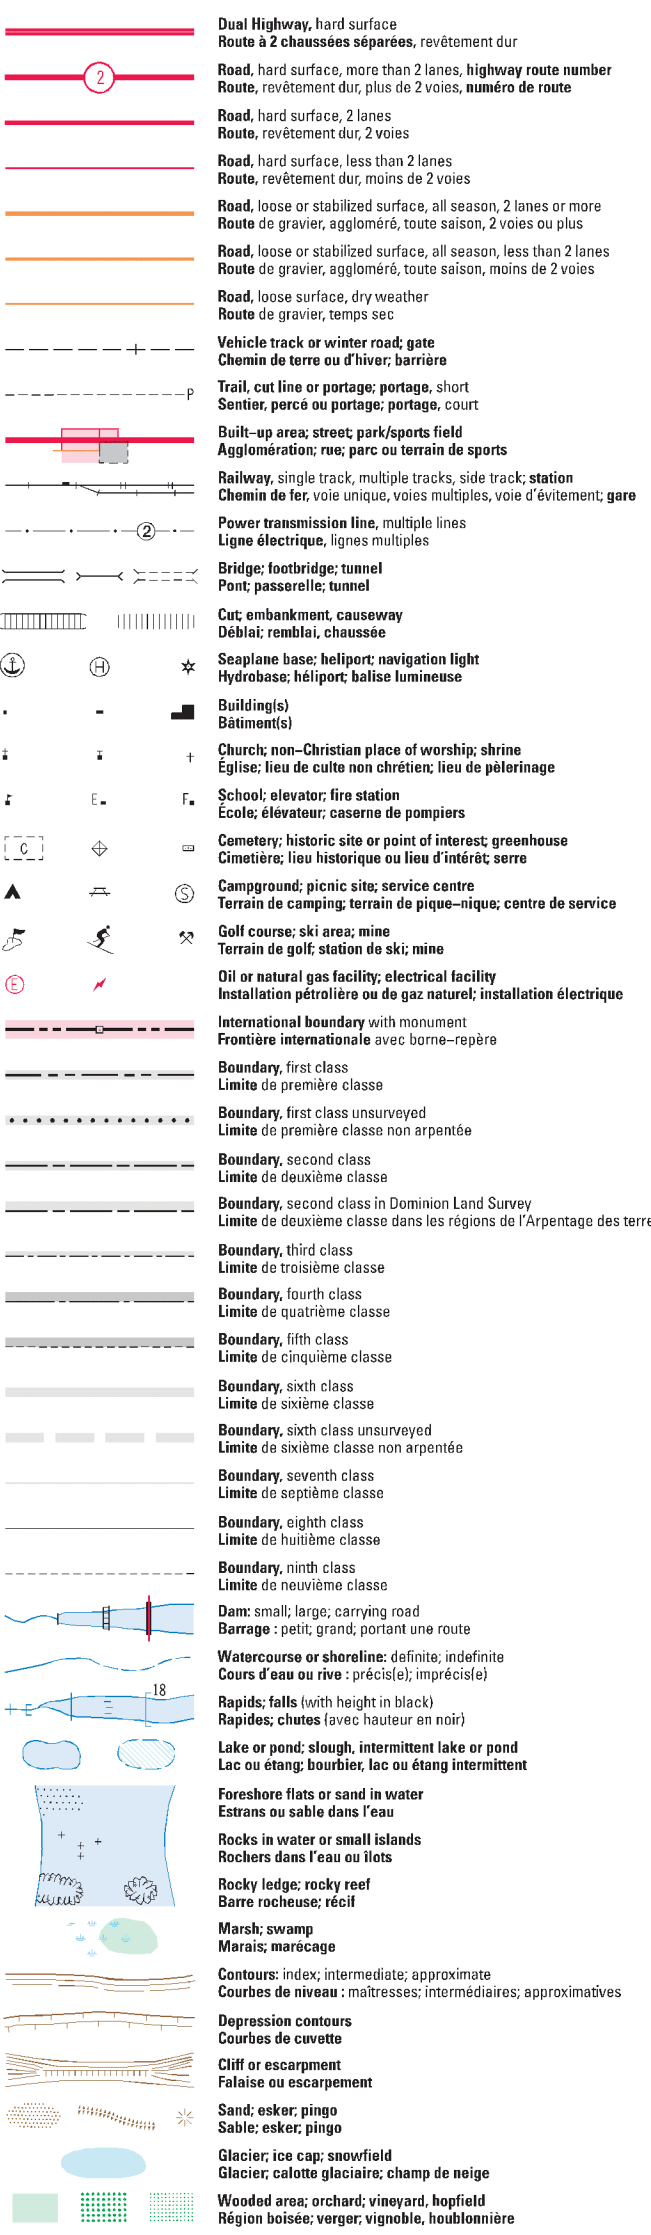 Dual Highway, hard surface
Route à 2 chaussées séparées, revêtement dur
2
Road, hard surface, more than 2 lanes, highway route number
Route, revêtement dur, plus de 2 voies, numéro de route
Road, hard surface, 2 lanes
Route, revêtement dur, 2 voies
Road, hard surface, less than 2 lanes
Route, revêtement dur, moins de 2 voies
Road, loose or stabilized surface, all season, 2 lanes or more
Route de gravier, aggloméré, toute saison, 2 voies ou plus
Road, loose or stabilized surface, all season, less than 2 lanes
Route de gravier, aggloméré, toute saison, moins de 2 voies
Road, loose surface, dry weather
Route de gravier, temps sec
Vehicle track or winter road; gate
Chemin de terre ou d'hiver; barrière
P
Trail, cut line or portage; portage, short
Sentier, percé ou portage; portage, court
Built-up area; street; park/sports field
Agglomération; rue; parc ou terrain de sports
Railway, single track, multiple tracks, side track; station
Chemin de fer, voie unique, voies multiples, voie d'évitement; gare
2
Power transmission line, multiple lines
Ligne électrique, lignes multiples
Bridge; footbridge; tunnel
Pont; passerelle; tunnel
Cut; embankment, causeway
Déblai; remblai, chaussée
H
Seaplane base; heliport; navigation light
Hydrobase; héliport; balise lumineuse
Building(s)
Bâtiment(s)
Church; non-Christian place of worship; shrine
Église; lieu de culte non chrétien; lieu de pèlerinage
E F
School; elevator; fire station
École; élévateur; caserne de pompiers
C
Cemetery; historic site or point of interest; greenhouse
Cimetière; lieu historique ou lieu d'intérêt; serre
S
Campground; picnic site; service centre
Terrain de camping; terrain de pique-nique; centre de service
Golf course; ski area; mine
Terrain de golf; station de ski; mine
E
Oil or natural gas facility; electrical facility
Installation pétrolière ou de gaz naturel; installation électrique
International boundary with monument
Frontière internationale avec borne-repère
Boundary, first class
Limite de première classe
Boundary, first class unsurveyed
Limite de première classe non arpentée
Boundary, second class
Limite de deuxième classe
Boundary, second class in Dominion Land Survey
Limite de deuxième classe dans les régions de l'Arpentage des terre
Boundary, third class
Limite de troisième classe
Boundary, fourth class
Limite de quatrième classe
Boundary, fifth class
Limite de cinquième classe
Boundary, sixth class
Limite de sixième classe
Boundary, sixth class unsurveyed
Limite de sixième classe non arpentée
Boundary, seventh class
Limite de septième classe
Boundary, eighth class
Limite de huitième classe
Boundary, ninth class
Limite de neuvième classe
Dam: small; large; carrying road
Barrage : petit; grand; portant une route
Watercourse or shoreline: definite; indefinite
Cours d'eau ou rive : précis(e); imprécis(e)
18
Rapids; falls (with height in black)
Rapides; chutes (avec hauteur en noir)
Lake or pond; slough, intermittent lake or pond
Lac ou étang; bourbier, lac ou étang intermittent
Foreshore flats or sand in water
Estrans ou sable dans l'eau
Rocks in water or small islands
Rochers dans l'eau ou îlots
Rocky ledge; rocky reef
Barre rocheuse; récif
Marsh; swamp
Marais; marécage
Contours: index; intermediate; approximate
Courbes de niveau : maîtresses; intermédiaires; approximatives
Depression contours
Courbes de cuvette
Cliff or escarpment
Falaise ou escarpement
Sand; esker; pingo
Sable; esker; pingo
Glacier; ice cap; snowfield
Glacier; calotte glaciaire; champ de neige
Wooded area; orchard; vineyard, hopfield
Région boisée; verger; vignoble, houblonnière